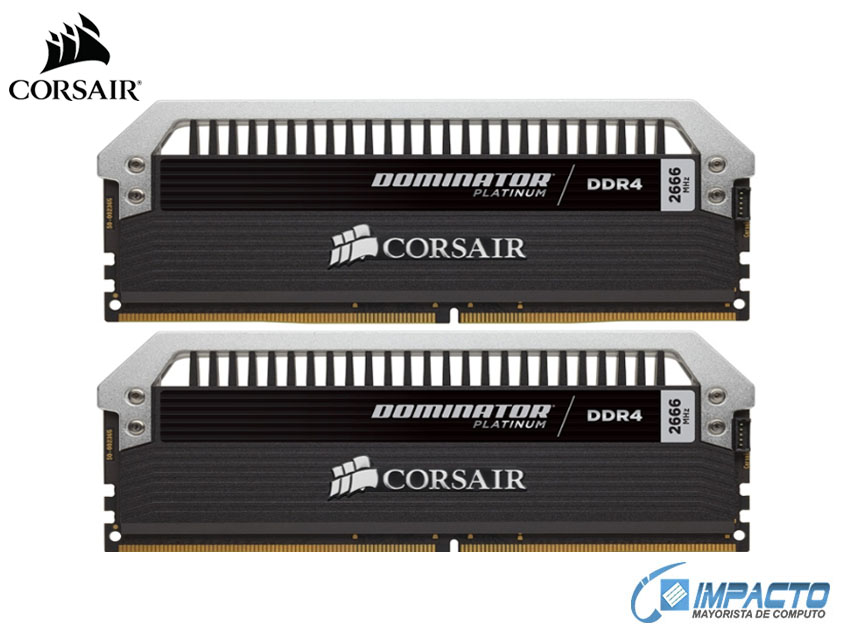 CORSAIR
DOMINATOR
PLATINUM
DDR4
2666
MHz
CORSAIR
DOMINATOR
PLATINUM
DDR4
2666
MHz
CORSAIR
IMPACTO
MAYORISTA DE COMPUTO